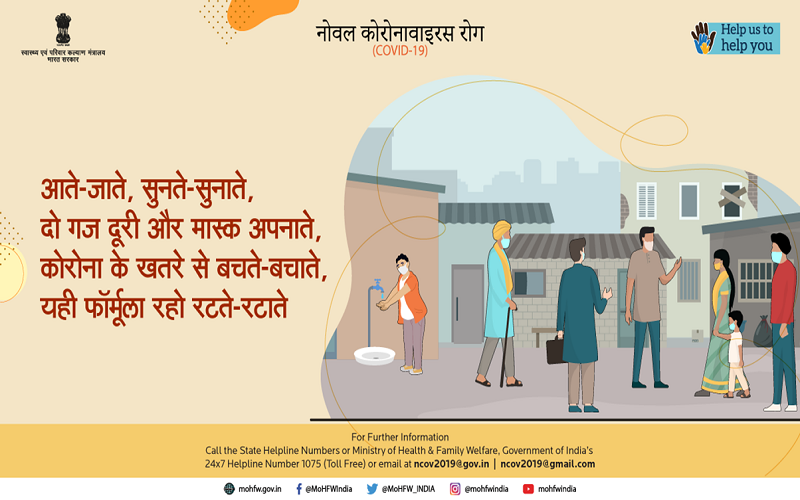 स्वास्थ्य एवं परिवार कल्याण मंत्रालय
भारत सरकार
नोवल कोरोनावाइरस रोग
(COVID-19)
Help us to
help you
आते-जाते, सुनते-सुनाते,
दो गज दूरी और मास्क अपनाते,
कोरोना के खतरे से बचते-बचाते,
यही फॉर्मूला रहो रटते-रटाते
For Further Information
Call the State Helpline Numbers or Ministry of Health & Family Welfare, Government of India's
24x7 Helpline Number 1075 (Toll Free) or email at ncov2019@gov.in | ncov2019@gmail.com
mohfw.gov.in @MoHFWIndia @MoHFW_INDIA @mohfwindia mohfwindia